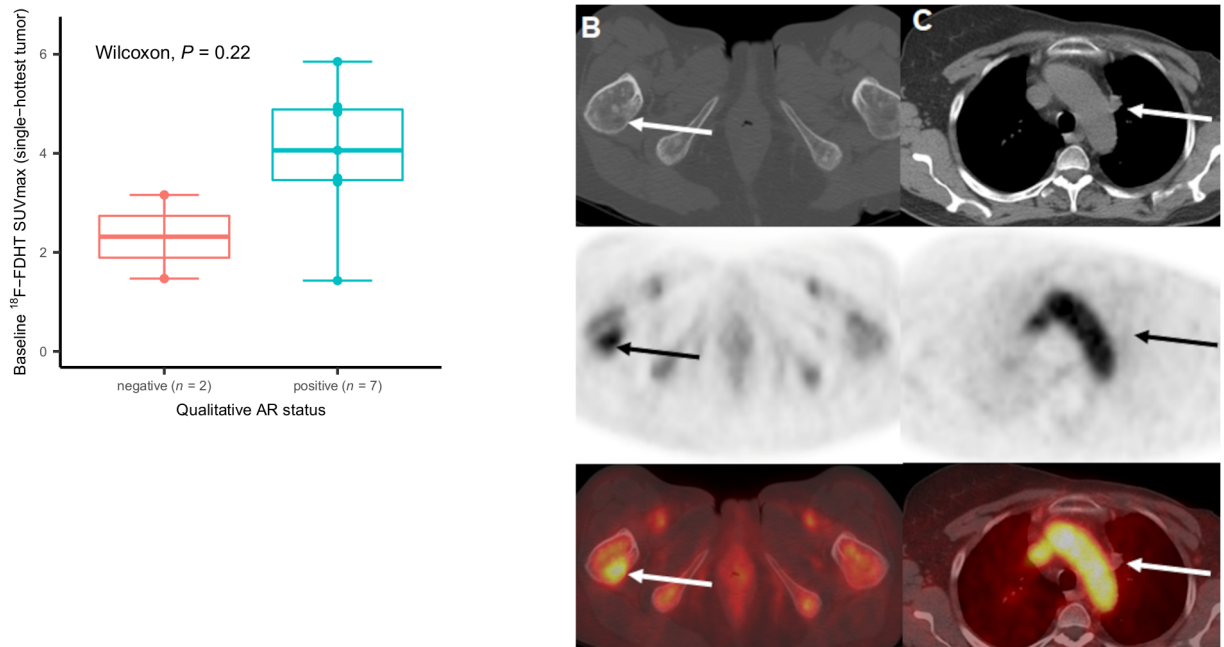 Baseline ¹⁸F−FDHT SUVmax (single−hottest tumor)
6
4
2
0
Wilcoxon, P = 0.22
negative (n = 2)
positive (n = 7)
Qualitative AR status
B
C